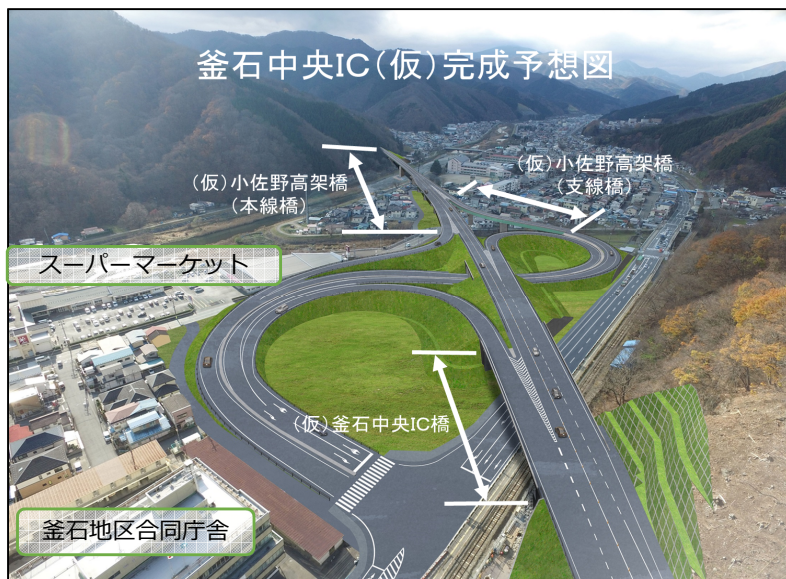 釜石中央IC(仮)完成予想図
(仮)小佐野高架橋
(本線橋)
(仮)小佐野高架橋
(支線橋)
スーパーマーケット
(仮)釜石中央IC橋
釜石地区合同庁舎